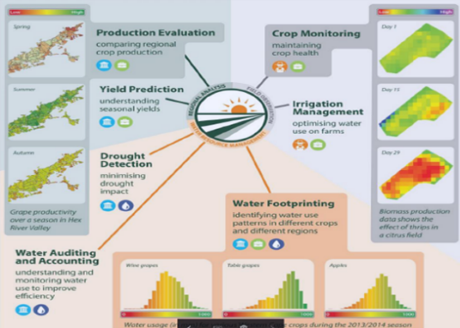 Low
High
Spring
Summer
Autumn
Grape productivity
over a season in Hex
River Valley
Production Evaluation
comparing regional
crop production
Yield Prediction
understanding
seasonal yields
Drought
Detection
minimising
drought
impact
Water Auditing
and Accounting
understanding and
monitoring water
use to improve
efficiency
REGIONAL ANALYSIS
Crop Monitoring
maintaining
crop health
Irrigation
Management
optimising water
use on farms
Water Footprinting
identifying water use
patterns in different crops
and different regions
Low
High
Day 1
Day 15
Day 29
Biomass production
data shows the
effect of thrips in
a citrus field
Wine grapes
Table grapes
Apples
Water usage
crops during the 2013/2014 season